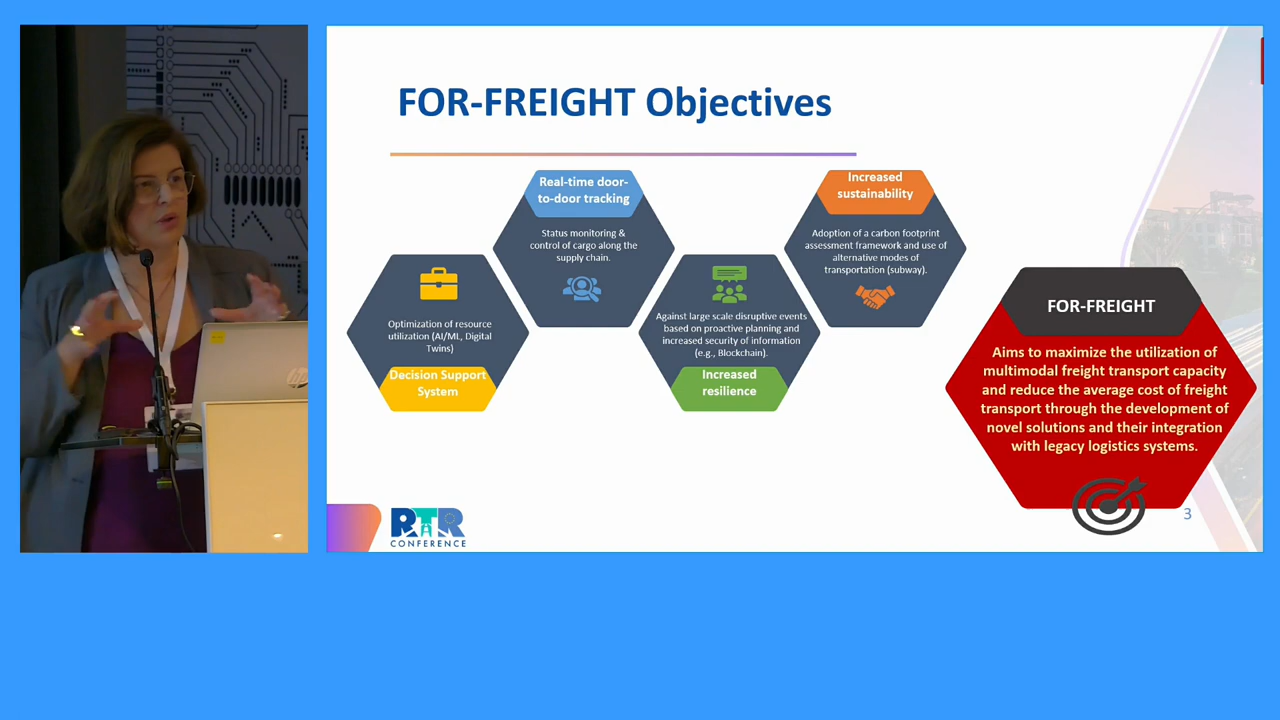 FOR-FREIGHT Objectives
Optimization of resource
utilization (AI/ML, Digital
Twins)
Decision Support
System
Real-time door-
to-door tracking
Status monitoring &
control of cargo along the
supply chain.
Against large scale disruptive events
based on proactive planning and
increased security of information
(e.g., Blockchain).
Increased
resilience
Increased
sustainability
Adoption of a carbon footprint
assessment framework and use of
alternative modes of
transportation (subway).
FOR-FREIGHT
Aims to maximize the utilization of
multimodal freight transport capacity
and reduce the average cost of freight
transport through the development of
novel solutions and their integration
with legacy logistics systems.
RTR
CONFERENCE
3
hp